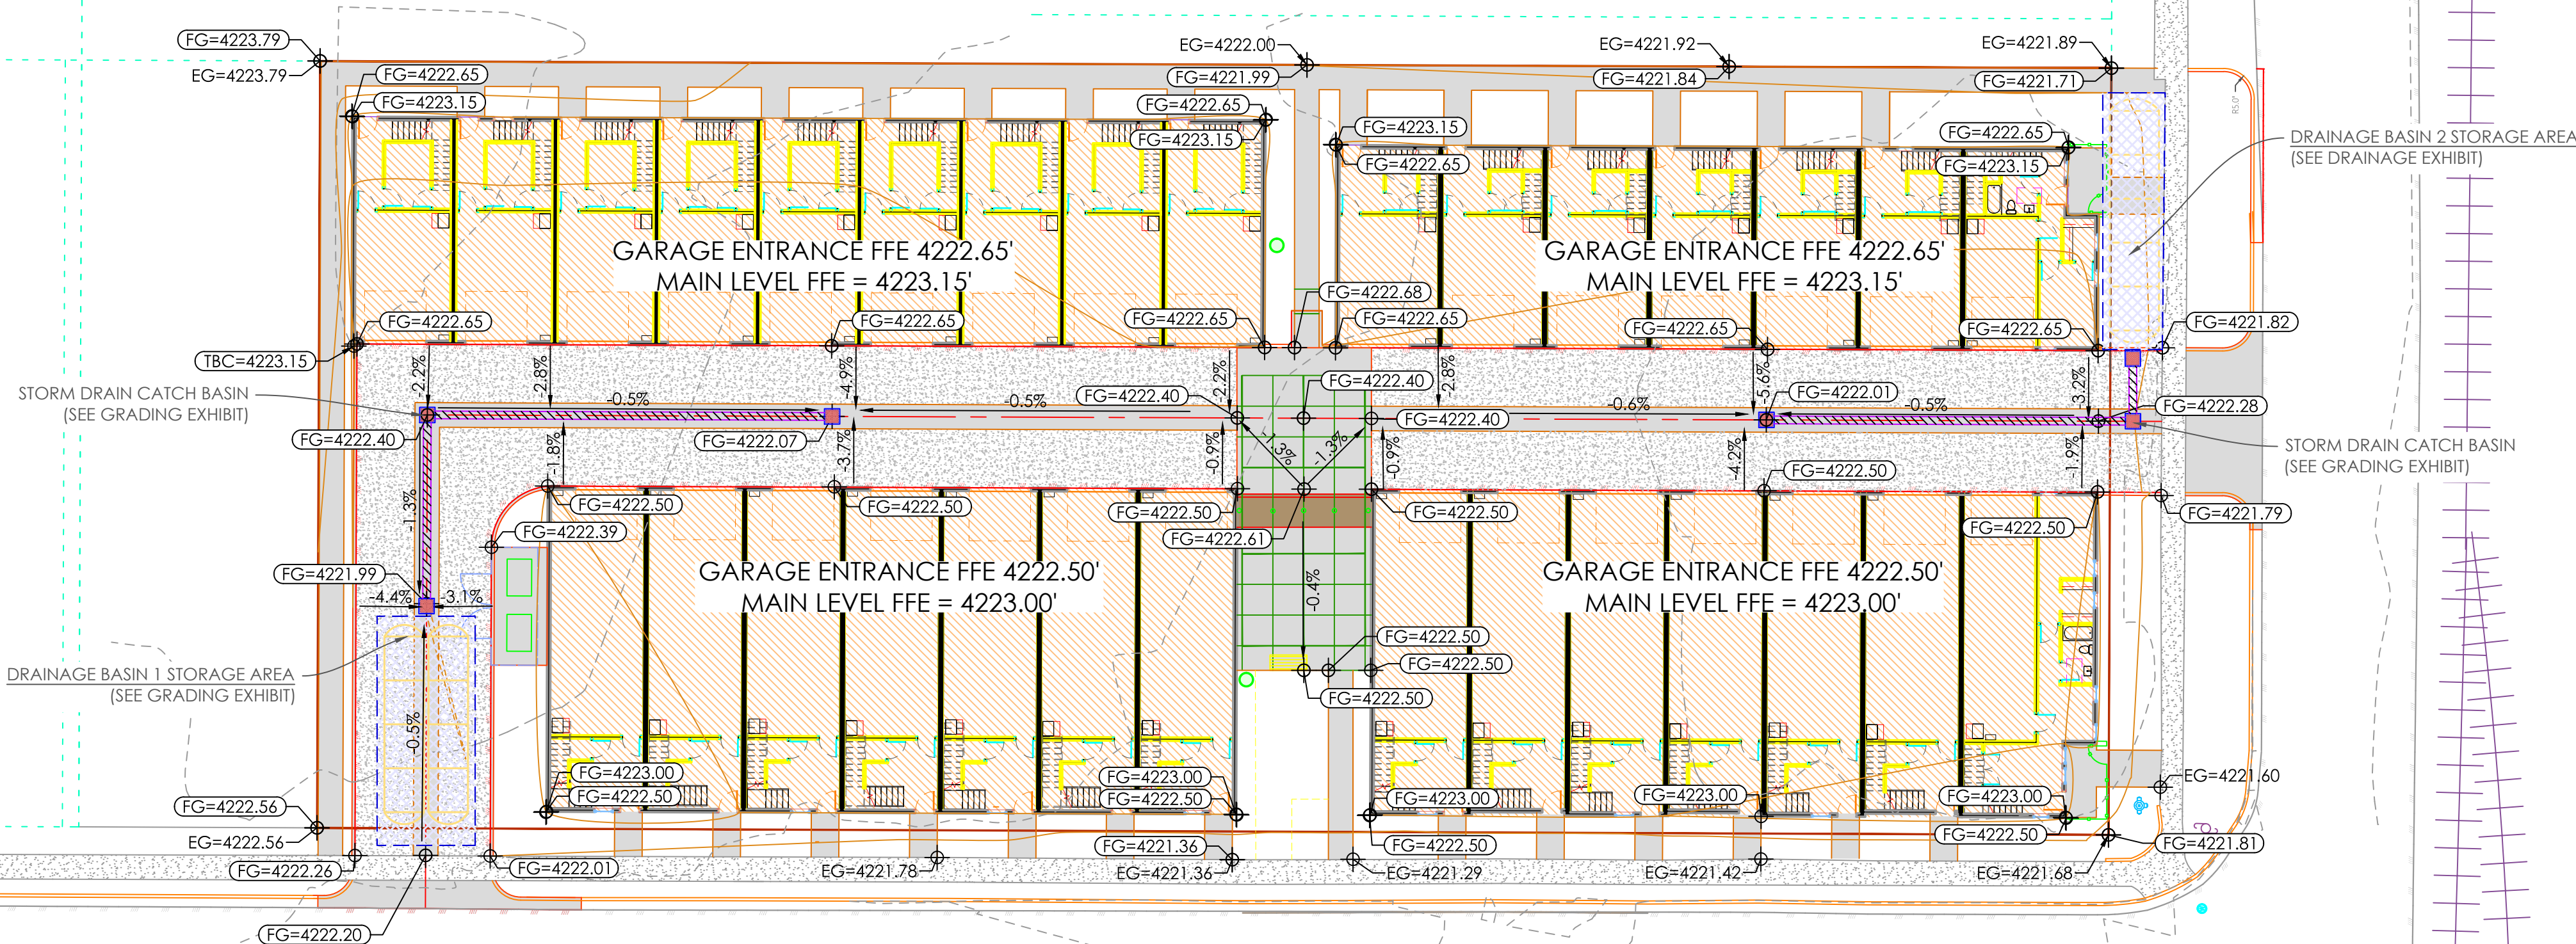 FG=4223.79
EG=4223.79
EG=4222.00
FG=4221.99
EG=4221.92
FG=4221.84
EG=4221.89
FG=4221.71
FG=4222.65
FG=4223.15
FG=4222.65
FG=4223.15
FG=4223.15
FG=4222.65
FG=4222.65
FG=4223.15
R5.0'
DRAINAGE BASIN 2 STORAGE AREA
(SEE DRAINAGE EXHIBIT)
GARAGE ENTRANCE FFE 4222.65'
MAIN LEVEL FFE = 4223.15'
GARAGE ENTRANCE FFE 4222.65'
MAIN LEVEL FFE = 4223.15'
FG=4222.68
FG=4222.65
FG=4222.65
FG=4222.65
FG=4222.65
FG=4222.65
FG=4222.65
FG=4221.82
TBC=4223.15
-2.2%
-2.8%
-4.9%
-2.2%
-2.8%
-5.6%
-3.2%
STORM DRAIN CATCH BASIN
(SEE GRADING EXHIBIT)
-0.5%
-0.5%
FG=4222.40
FG=4222.40
FG=4222.40
-0.6%
FG=4222.01
-0.5%
FG=4222.28
FG=4222.40
FG=4222.07
STORM DRAIN CATCH BASIN
(SEE GRADING EXHIBIT)
-1.8%
-3.7%
-0.9%
-1.3%
-1.3%
-0.9%
-4.2%
-1.9%
FG=4222.50
FG=4222.50
FG=4222.50
FG=4222.50
FG=4222.50
FG=4222.50
FG=4221.79
-1.3%
FG=4222.39
FG=4222.61
FG=4221.99
-4.4%
-3.1%
GARAGE ENTRANCE FFE 4222.50'
MAIN LEVEL FFE = 4223.00'
-0.4%
GARAGE ENTRANCE FFE 4222.50'
MAIN LEVEL FFE = 4223.00'
FG=4222.50
FG=4222.50
FG=4222.50
DRAINAGE BASIN 1 STORAGE AREA
(SEE GRADING EXHIBIT)
-0.5%
FG=4223.00
FG=4222.50
FG=4223.00
FG=4222.50
FG=4223.00
FG=4223.00
FG=4223.00
EG=4221.60
FG=4222.56
EG=4222.56
FG=4222.50
FG=4222.50
FG=4221.81
FG=4222.26
FG=4222.01
EG=4221.78
FG=4221.36
EG=4221.36
EG=4221.29
EG=4221.42
EG=4221.68
FG=4222.20